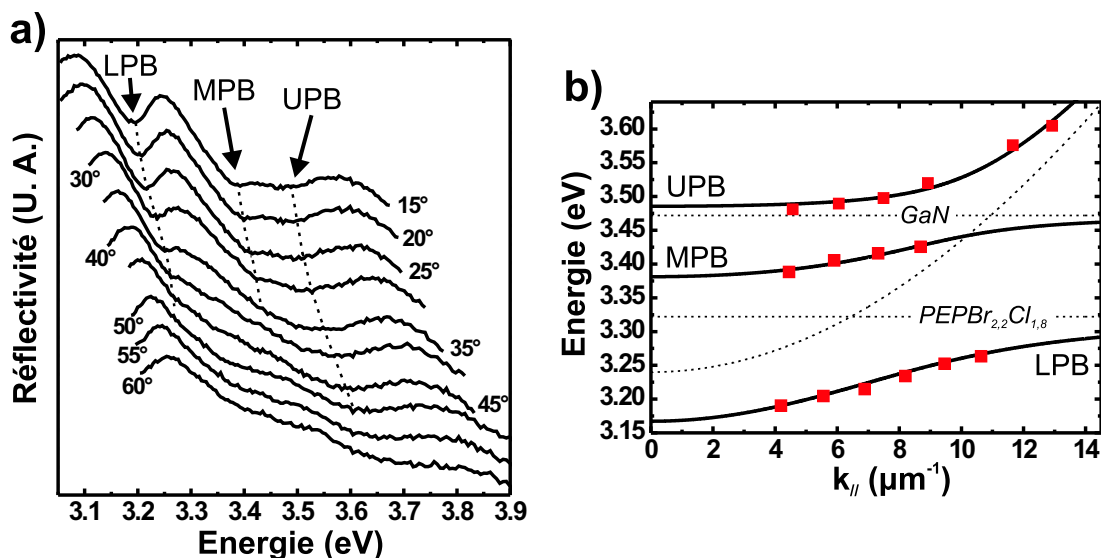 a)
LPB
MPB
UPB
Réflectivité (U. A.)
15°
20°
25°
30°
35°
40°
45°
50°
55°
60°
3.1 3.2 3.3 3.4 3.5 3.6 3.7 3.8 3.9
Energie (eV)
b)
Energie (eV)
3.60
3.55
3.50
3.45
3.40
3.35
3.30
3.25
3.20
3.15
UPB
GaN
MPB
PEPBr2,2Cl1,8
LPB
0 2 4 6 8 10 12 14
k// (µm-1)